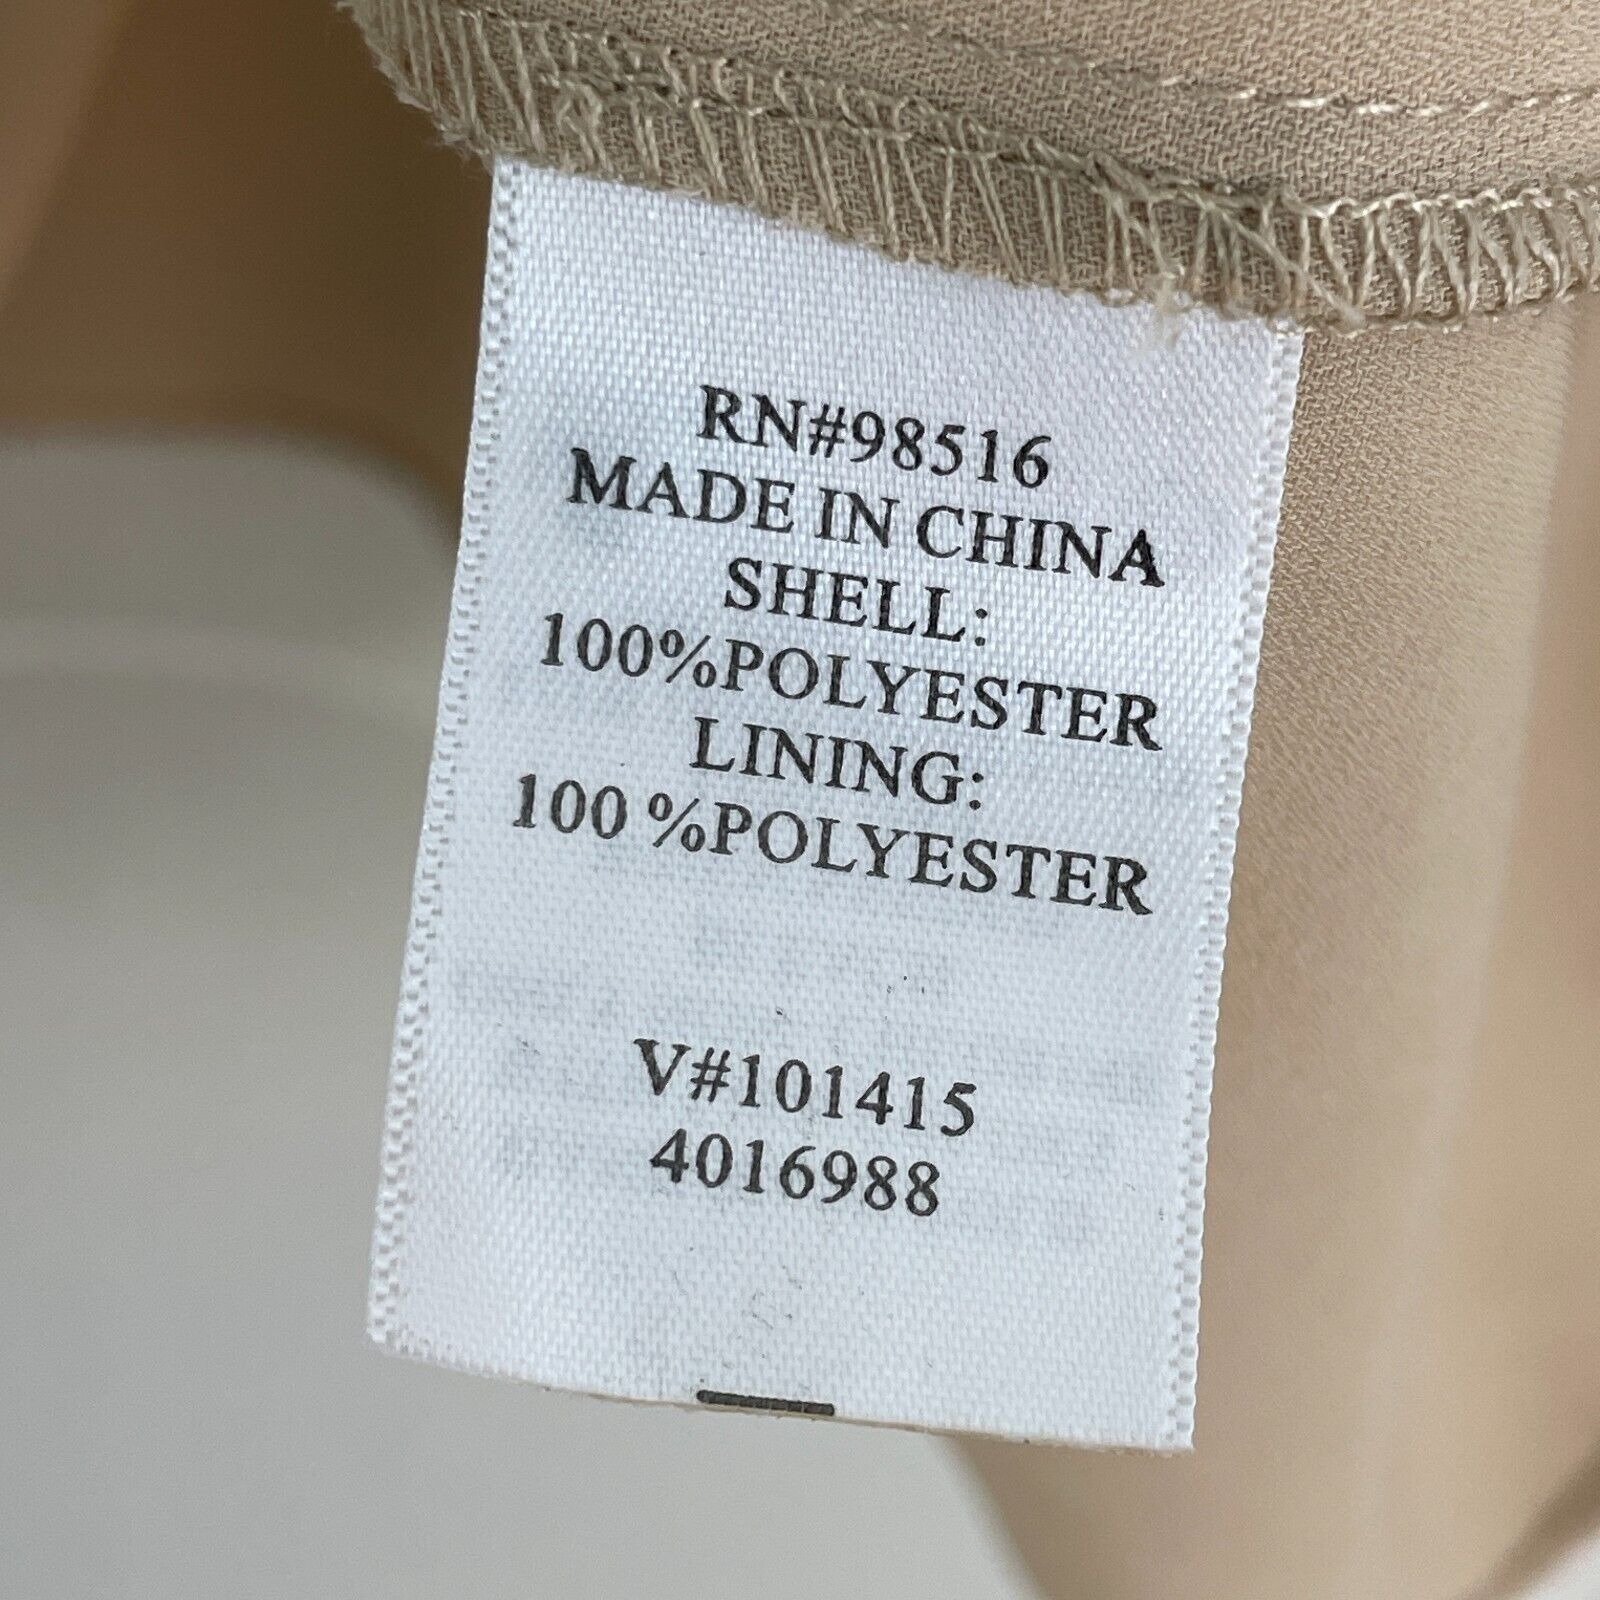 RN#98516
MADE IN CHINA
SHELL:
100%POLYESTER
LINING:
100 %POLYESTER
V#101415
4016988